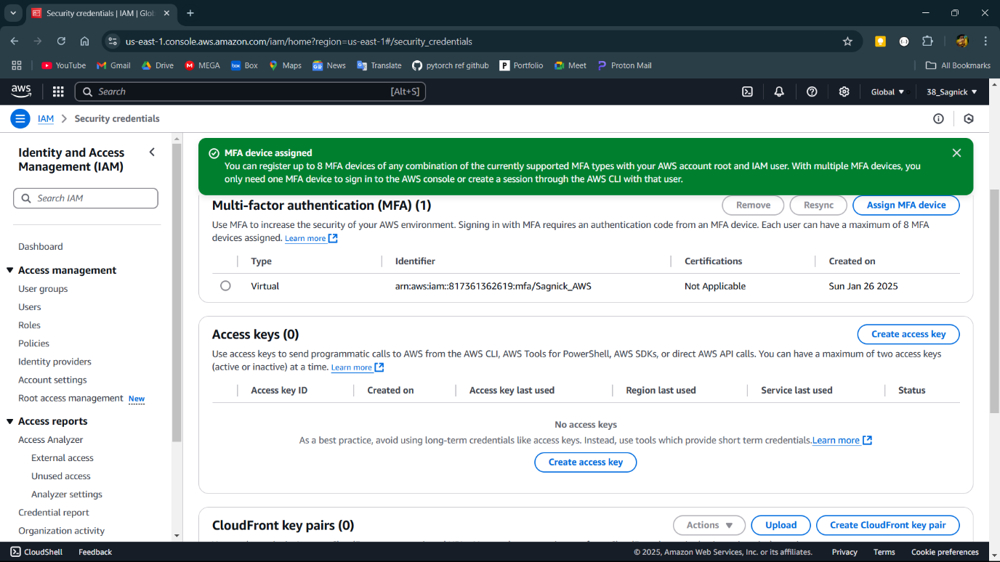 Security credentials | IAM | Glob
us-east-1.console.aws.amazon.com/iam/home?region=us-east-1#/security_credentials
YouTube Gmail Drive MEGA Box Maps News Translate pytorch ref github Portfolio Meet Proton Mail All Bookmarks
aws Search [Alt+S] Global 38_Sagnick
IAM Security credentials
Identity and Access
Management (IAM)
Search IAM
Dashboard
Access management
User groups
Users
Roles
Policies
Identity providers
Account settings
Root access management New
Access reports
Access Analyzer
External access
Unused access
Analyzer settings
Credential report
Organization activity
MFA device assigned
You can register up to 8 MFA devices of any combination of the currently supported MFA types with your AWS account root and IAM user. With multiple MFA devices, you
only need one MFA device to sign in to the AWS console or create a session through the AWS CLI with that user.
Multi-factor authentication (MFA) (1) Remove Resync Assign MFA device
Use MFA to increase the security of your AWS environment. Signing in with MFA requires an authentication code from an MFA device. Each user can have a maximum of 8 MFA
devices assigned. Learn more
Type Identifier Certifications Created on
Virtual arn:aws:iam::817361362619:mfa/Sagnick_AWS Not Applicable Sun Jan 26 2025
Access keys (0) Create access key
Use access keys to send programmatic calls to AWS from the AWS CLI, AWS Tools for PowerShell, AWS SDKs, or direct AWS API calls. You can have a maximum of two access keys
(active or inactive) at a time. Learn more
Access key ID Created on Access key last used Region last used Service last used Status
No access keys
As a best practice, avoid using long-term credentials like access keys. Instead, use tools which provide short term credentials. Learn more
Create access key
CloudFront key pairs (0) Actions Upload Create CloudFront key pair
CloudShell Feedback © 2025, Amazon Web Services, Inc. or its affiliates. Privacy Terms Cookie preferences